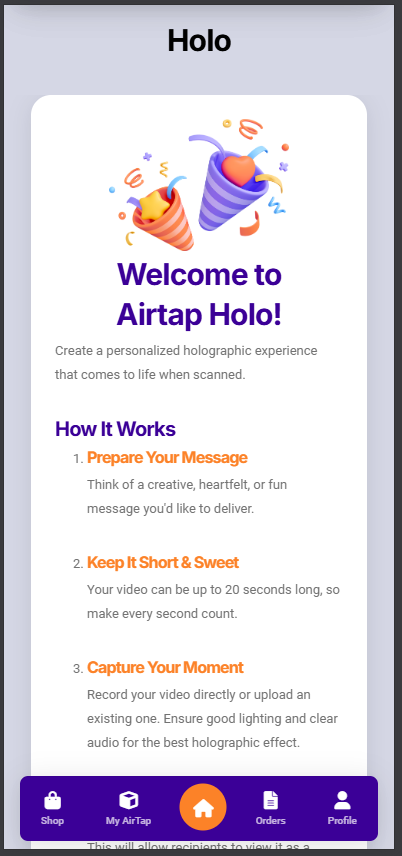 Holo
Welcome to
Airtap Holo!
Create a personalized holographic experience
that comes to life when scanned.
How It Works
1. Prepare Your Message
Think of a creative, heartfelt, or fun
message you'd like to deliver.
2. Keep It Short & Sweet
Your video can be up to 20 seconds long, so
make every second count.
3. Capture Your Moment
Record your video directly or upload an
existing one. Ensure good lighting and clear
audio for the best holographic effect.
Shop
My AirTap
Orders
Profile
This will allow recipients to view it as a